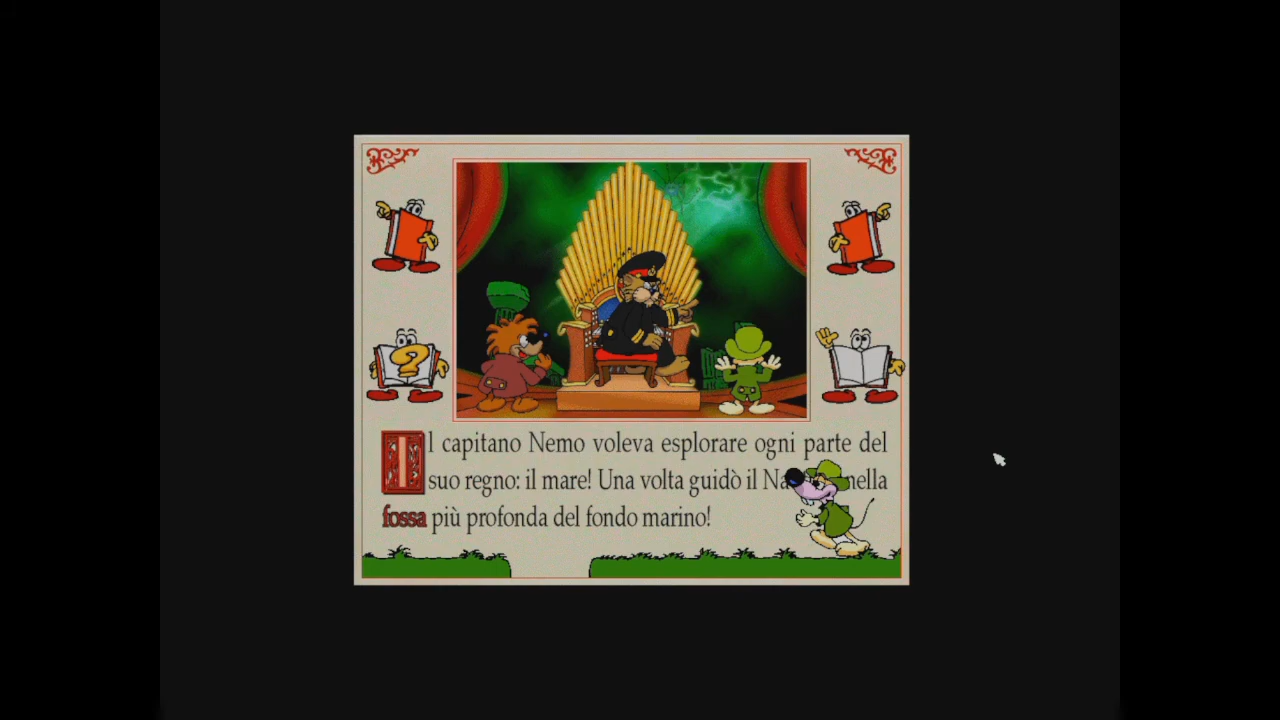 Il capitano Nemo voleva esplorare ogni parte del
suo regno: il mare! Una volta guidò il nella
fossa più profonda del fondo marino!